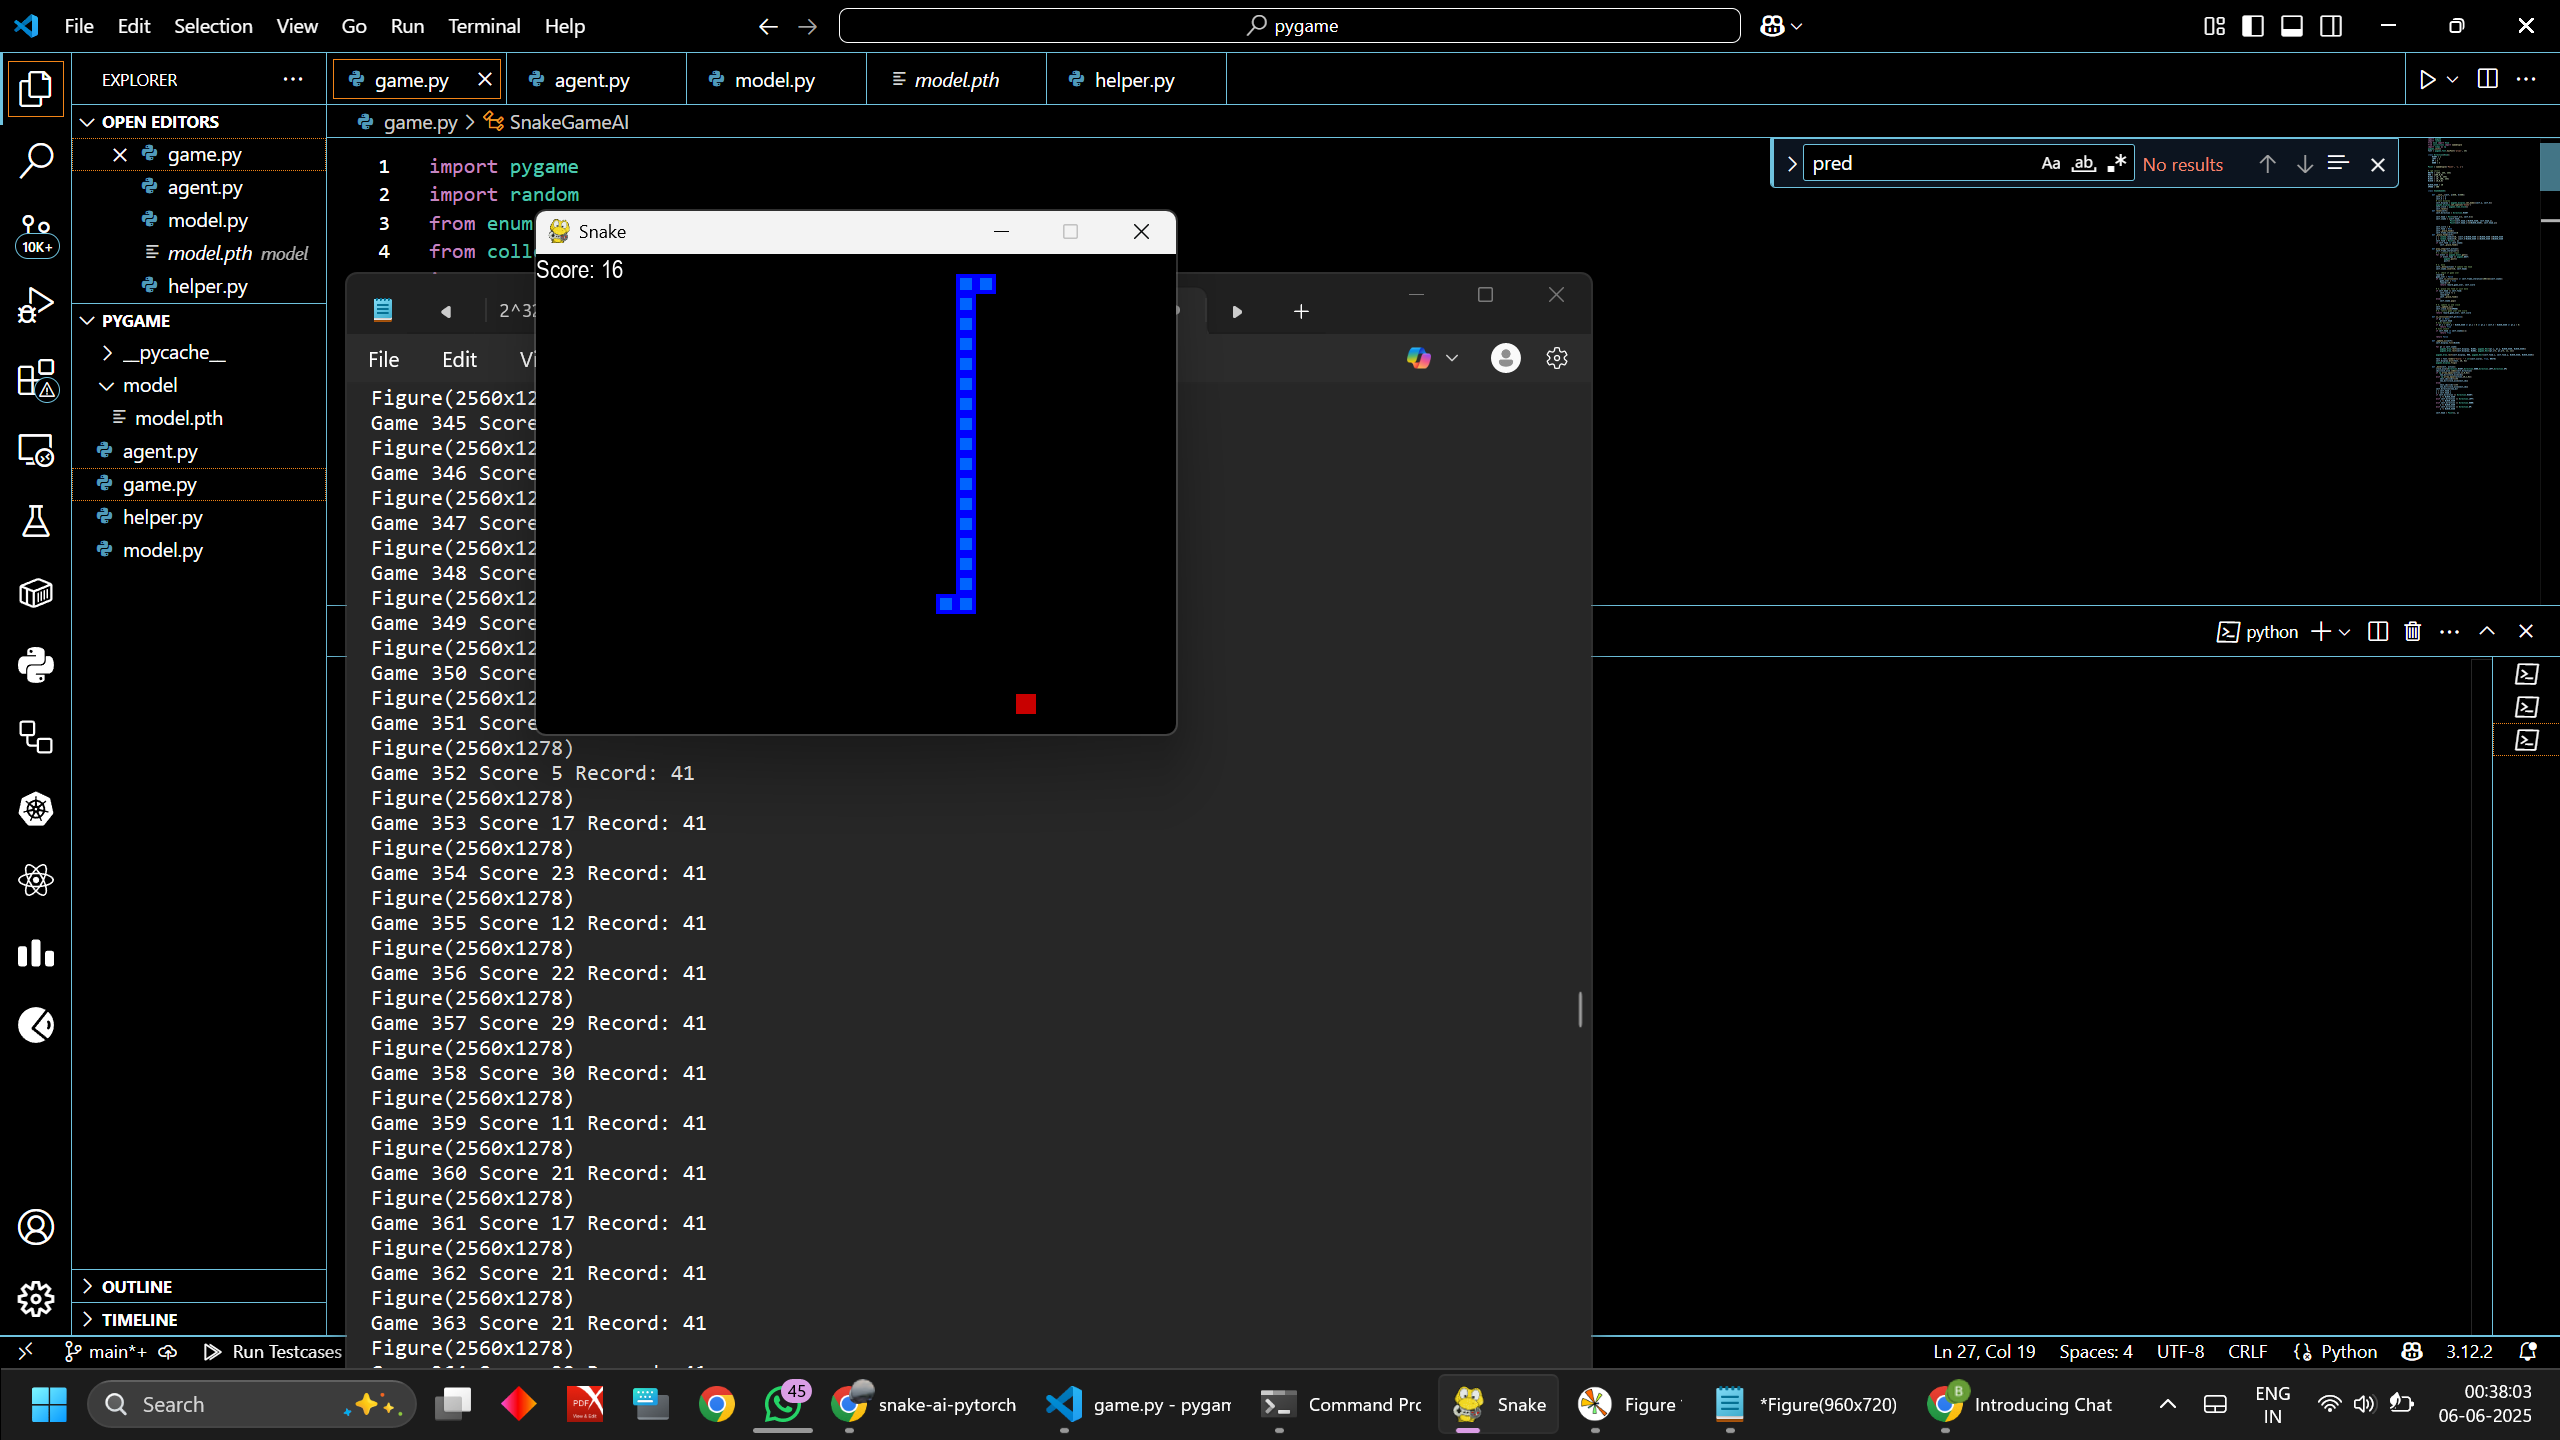 File Edit Selection View Go Run Terminal Help
pygame
EXPLORER
game.py
agent.py
model.py
model.pth
helper.py
OPEN EDITORS
game.py
agent.py
model.py
model.pth model
helper.py
PYGAME
__pycache__
model
model.pth
agent.py
game.py
helper.py
model.py
OUTLINE
TIMELINE
10K+
game.py > SnakeGameAI
1 import pygame
2 import random
3 from enum
4 from coll
pred
Aa ab
No results
Snake
Score: 16
File Edit
Figure(2560x12
Game 345 Score
Figure(2560x12
Game 346 Score
Figure(2560x12
Game 347 Score
Figure(2560x12
Game 348 Score
Figure(2560x12
Game 349 Score
Figure(2560x12
Game 350 Score
Figure(2560x12
Game 351 Score
Figure(2560x1278)
Game 352 Score 5 Record: 41
Figure(2560x1278)
Game 353 Score 17 Record: 41
Figure(2560x1278)
Game 354 Score 23 Record: 41
Figure(2560x1278)
Game 355 Score 12 Record: 41
Figure(2560x1278)
Game 356 Score 22 Record: 41
Figure(2560x1278)
Game 357 Score 29 Record: 41
Figure(2560x1278)
Game 358 Score 30 Record: 41
Figure(2560x1278)
Game 359 Score 11 Record: 41
Figure(2560x1278)
Game 360 Score 21 Record: 41
Figure(2560x1278)
Game 361 Score 17 Record: 41
Figure(2560x1278)
Game 362 Score 21 Record: 41
Figure(2560x1278)
Game 363 Score 21 Record: 41
Figure(2560x1278)
python
main*+ Run Testcases
Ln 27, Col 19 Spaces: 4 UTF-8 CRLF Python 3.12.2
Search
45
snake-ai-pytorch
game.py - pygam
Command Prc
Snake
Figure
*Figure(960x720)
Introducing Chat
ENG
IN
00:38:03
06-06-2025